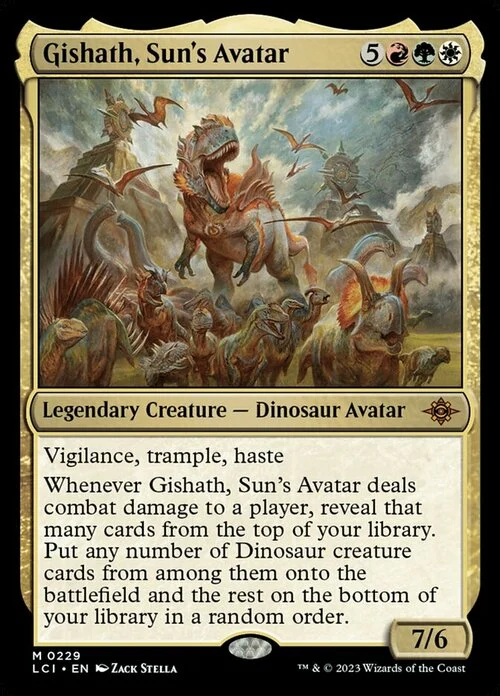 Gishath, Sun's Avatar 5
Legendary Creature — Dinosaur Avatar
Vigilance, trample, haste
Whenever Gishath, Sun's Avatar deals
combat damage to a player, reveal that
many cards from the top of your library.
Put any number of Dinosaur creature
cards from among them onto the
battlefield and the rest on the bottom of
your library in a random order.
7/6
M 0229
LCI • EN Zack Stella
™ & © 2023 Wizards of the Coast